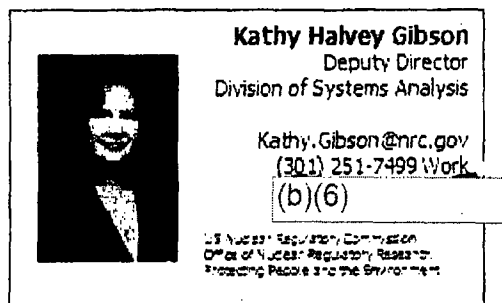 Kathy Halvey Gibson
Deputy Director
Division of Systems Analysis
Kathy.Gibson@nrc.gov
(301) 251-7499 Work
(b)(6)
US Nuclear Regulatory Commission
Office of Nuclear Regulatory Research
Protecting People and the Environment